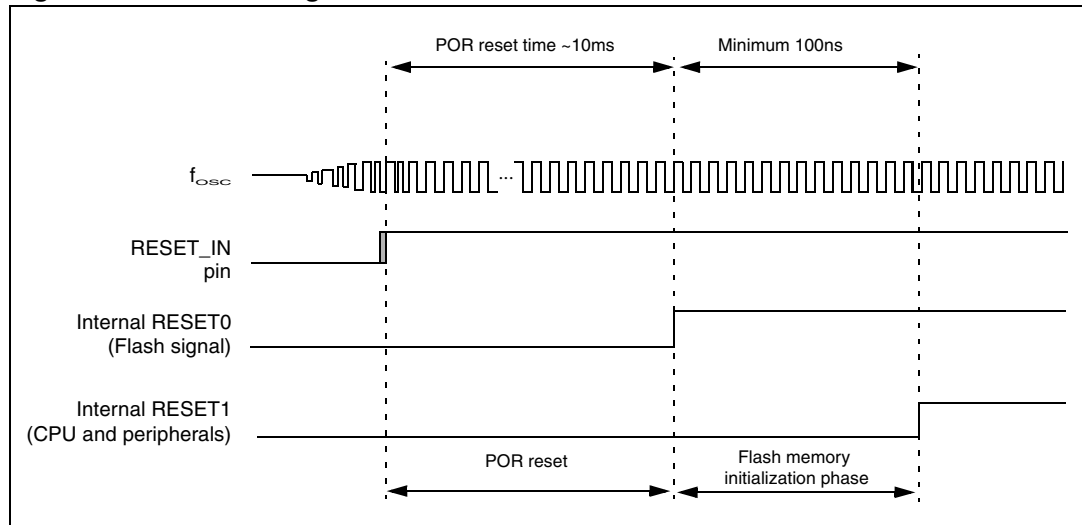 POR reset time ~10ms
Minimum 100ns
fosc
...
RESET_IN
pin
Internal RESET0
(Flash signal)
Internal RESET1
(CPU and peripherals)
POR reset
Flash memory
initialization phase